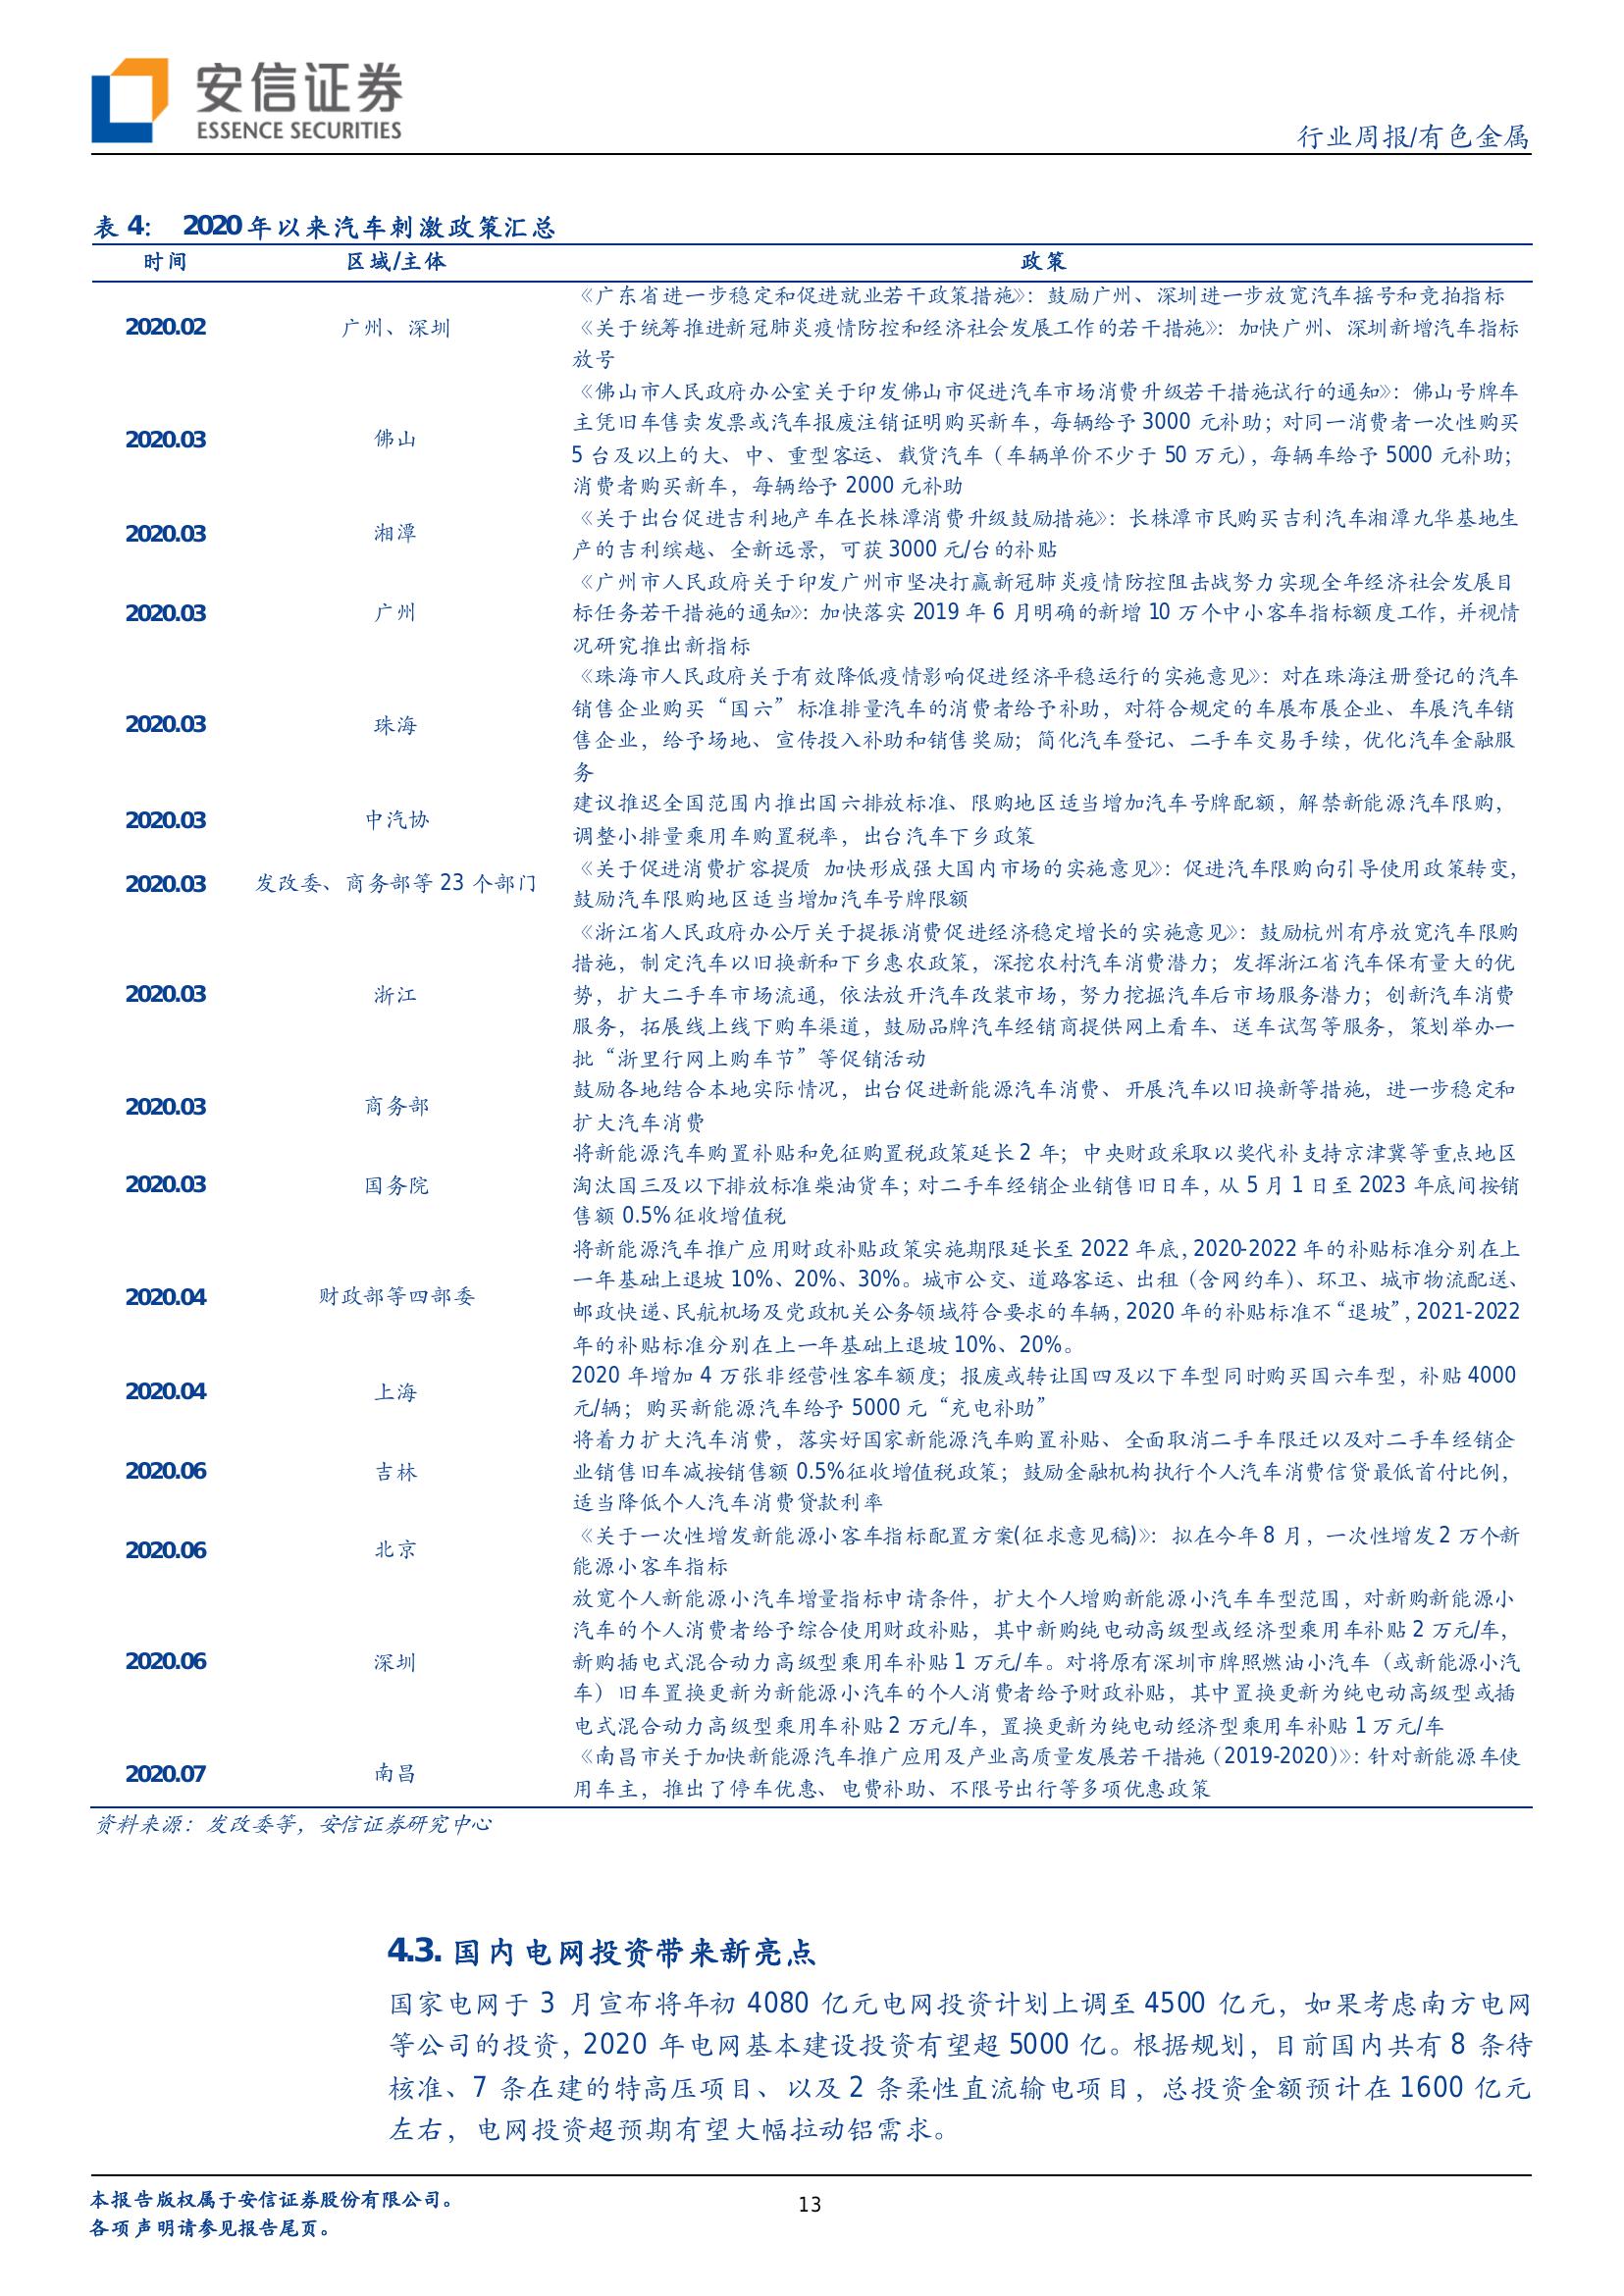 安信证券
ESSENCE SECURITIES
行业周报/有色金属
表 4： 2020 年以来汽车刺激政策汇总
时间 区域/主体 政策
《广东省进一步稳定和促进就业若干政策措施》：鼓励广州、深圳进一步放宽汽车摇号和竞拍指标
2020.02 广州、深圳 《关于统筹推进新冠肺炎疫情防控和经济社会发展工作的若干措施》：加快广州、深圳新增汽车指标
放号
《佛山市人民政府办公室关于印发佛山市促进汽车市场消费升级若干措施试行的通知》：佛山号牌车
主凭旧车售卖发票或汽车报废注销证明购买新车，每辆给予 3000 元补助；对同一消费者一次性购买
2020.03 佛山
5 台及以上的大、中、重型客运、载货汽车（车辆单价不少于 50 万元），每辆车给予 5000 元补助；
消费者购买新车，每辆给予 2000 元补助
《关于出台促进吉利地产车在长株潭消费升级鼓励措施》：长株潭市民购买吉利汽车湘潭九华基地生
2020.03 湘潭
产的吉利缤越、全新远景，可获 3000 元/台的补贴
《广州市人民政府关于印发广州市坚决打赢新冠肺炎疫情防控阻击战努力实现全年经济社会发展目
2020.03 广州 标任务若干措施的通知》：加快落实 2019 年 6 月明确的新增 10 万个中小客车指标额度工作，并视情
况研究推出新指标
《珠海市人民政府关于有效降低疫情影响促进经济平稳运行的实施意见》：对在珠海注册登记的汽车
销售企业购买“国六”标准排量汽车的消费者给予补助，对符合规定的车展布展企业、车展汽车销
2020.03 珠海
售企业，给予场地、宣传投入补助和销售奖励；简化汽车登记、二手车交易手续，优化汽车金融服
务
建议推迟全国范围内推出国六排放标准、限购地区适当增加汽车号牌配额，解禁新能源汽车限购，
2020.03 中汽协
调整小排量乘用车购置税率，出台汽车下乡政策
《关于促进消费扩容提质 加快形成强大国内市场的实施意见》：促进汽车限购向引导使用政策转变，
2020.03 发改委、商务部等 23 个部门
鼓励汽车限购地区适当增加汽车号牌限额
《浙江省人民政府办公厅关于提振消费促进经济稳定增长的实施意见》：鼓励杭州有序放宽汽车限购
措施，制定汽车以旧换新和下乡惠农政策，深挖农村汽车消费潜力；发挥浙江省汽车保有量大的优
2020.03 浙江 势，扩大二手车市场流通，依法放开汽车改装市场，努力挖掘汽车后市场服务潜力；创新汽车消费
服务，拓展线上线下购车渠道，鼓励品牌汽车经销商提供网上看车、送车试驾等服务，策划举办一
批“浙里行网上购车节”等促销活动
鼓励各地结合本地实际情况，出台促进新能源汽车消费、开展汽车以旧换新等措施，进一步稳定和
2020.03 商务部
扩大汽车消费
将新能源汽车购置补贴和免征购置税政策延长 2 年；中央财政采取以奖代补支持京津冀等重点地区
2020.03 国务院 淘汰国三及以下排放标准柴油货车；对二手车经销企业销售旧日车，从 5 月 1 日至 2023 年底间按销
售额 0.5%征收增值税
将新能源汽车推广应用财政补贴政策实施期限延长至 2022 年底，2020-2022 年的补贴标准分别在上
一年基础上退坡 10%、20%、30%。城市公交、道路客运、出租（含网约车）、环卫、城市物流配送、
2020.04 财政部等四部委
邮政快递、民航机场及党政机关公务领域符合要求的车辆，2020 年的补贴标准不“退坡”，2021-2022
年的补贴标准分别在上一年基础上退坡 10%、20%。
2020 年增加 4 万张非经营性客车额度；报废或转让国四及以下车型同时购买国六车型，补贴 4000
2020.04 上海
元/辆；购买新能源汽车给予 5000 元“充电补助”
将着力扩大汽车消费，落实好国家新能源汽车购置补贴、全面取消二手车限迁以及对二手车经销企
2020.06 吉林 业销售旧车减按销售额 0.5%征收增值税政策；鼓励金融机构执行个人汽车消费信贷最低首付比例，
适当降低个人汽车消费贷款利率
《关于一次性增发新能源小客车指标配置方案(征求意见稿)》：拟在今年 8 月，一次性增发 2 万个新
2020.06 北京
能源小客车指标
放宽个人新能源小汽车增量指标申请条件，扩大个人增购新能源小汽车车型范围，对新购新能源小
汽车的个人消费者给予综合使用财政补贴，其中新购纯电动高级型或经济型乘用车补贴 2 万元/车，
2020.06 深圳 新购插电式混合动力高级型乘用车补贴 1 万元/车。对将原有深圳市牌照燃油小汽车（或新能源小汽
车）旧车置换更新为新能源小汽车的个人消费者给予财政补贴，其中置换更新为纯电动高级型或插
电式混合动力高级型乘用车补贴 2 万元/车，置换更新为纯电动经济型乘用车补贴 1 万元/车
《南昌市关于加快新能源汽车推广应用及产业高质量发展若干措施（2019-2020）》：针对新能源车使
2020.07 南昌
用车主，推出了停车优惠、电费补助、不限号出行等多项优惠政策
资料来源：发改委等，安信证券研究中心
4.3. 国内电网投资带来新亮点
国家电网于 3 月宣布将年初 4080 亿元电网投资计划上调至 4500 亿元，如果考虑南方电网
等公司的投资，2020 年电网基本建设投资有望超 5000 亿。根据规划，目前国内共有 8 条待
核准、7 条在建的特高压项目、以及 2 条柔性直流输电项目，总投资金额预计在 1600 亿元
左右，电网投资超预期有望大幅拉动铝需求。
本报告版权属于安信证券股份有限公司。
各项声明请参见报告尾页。
13